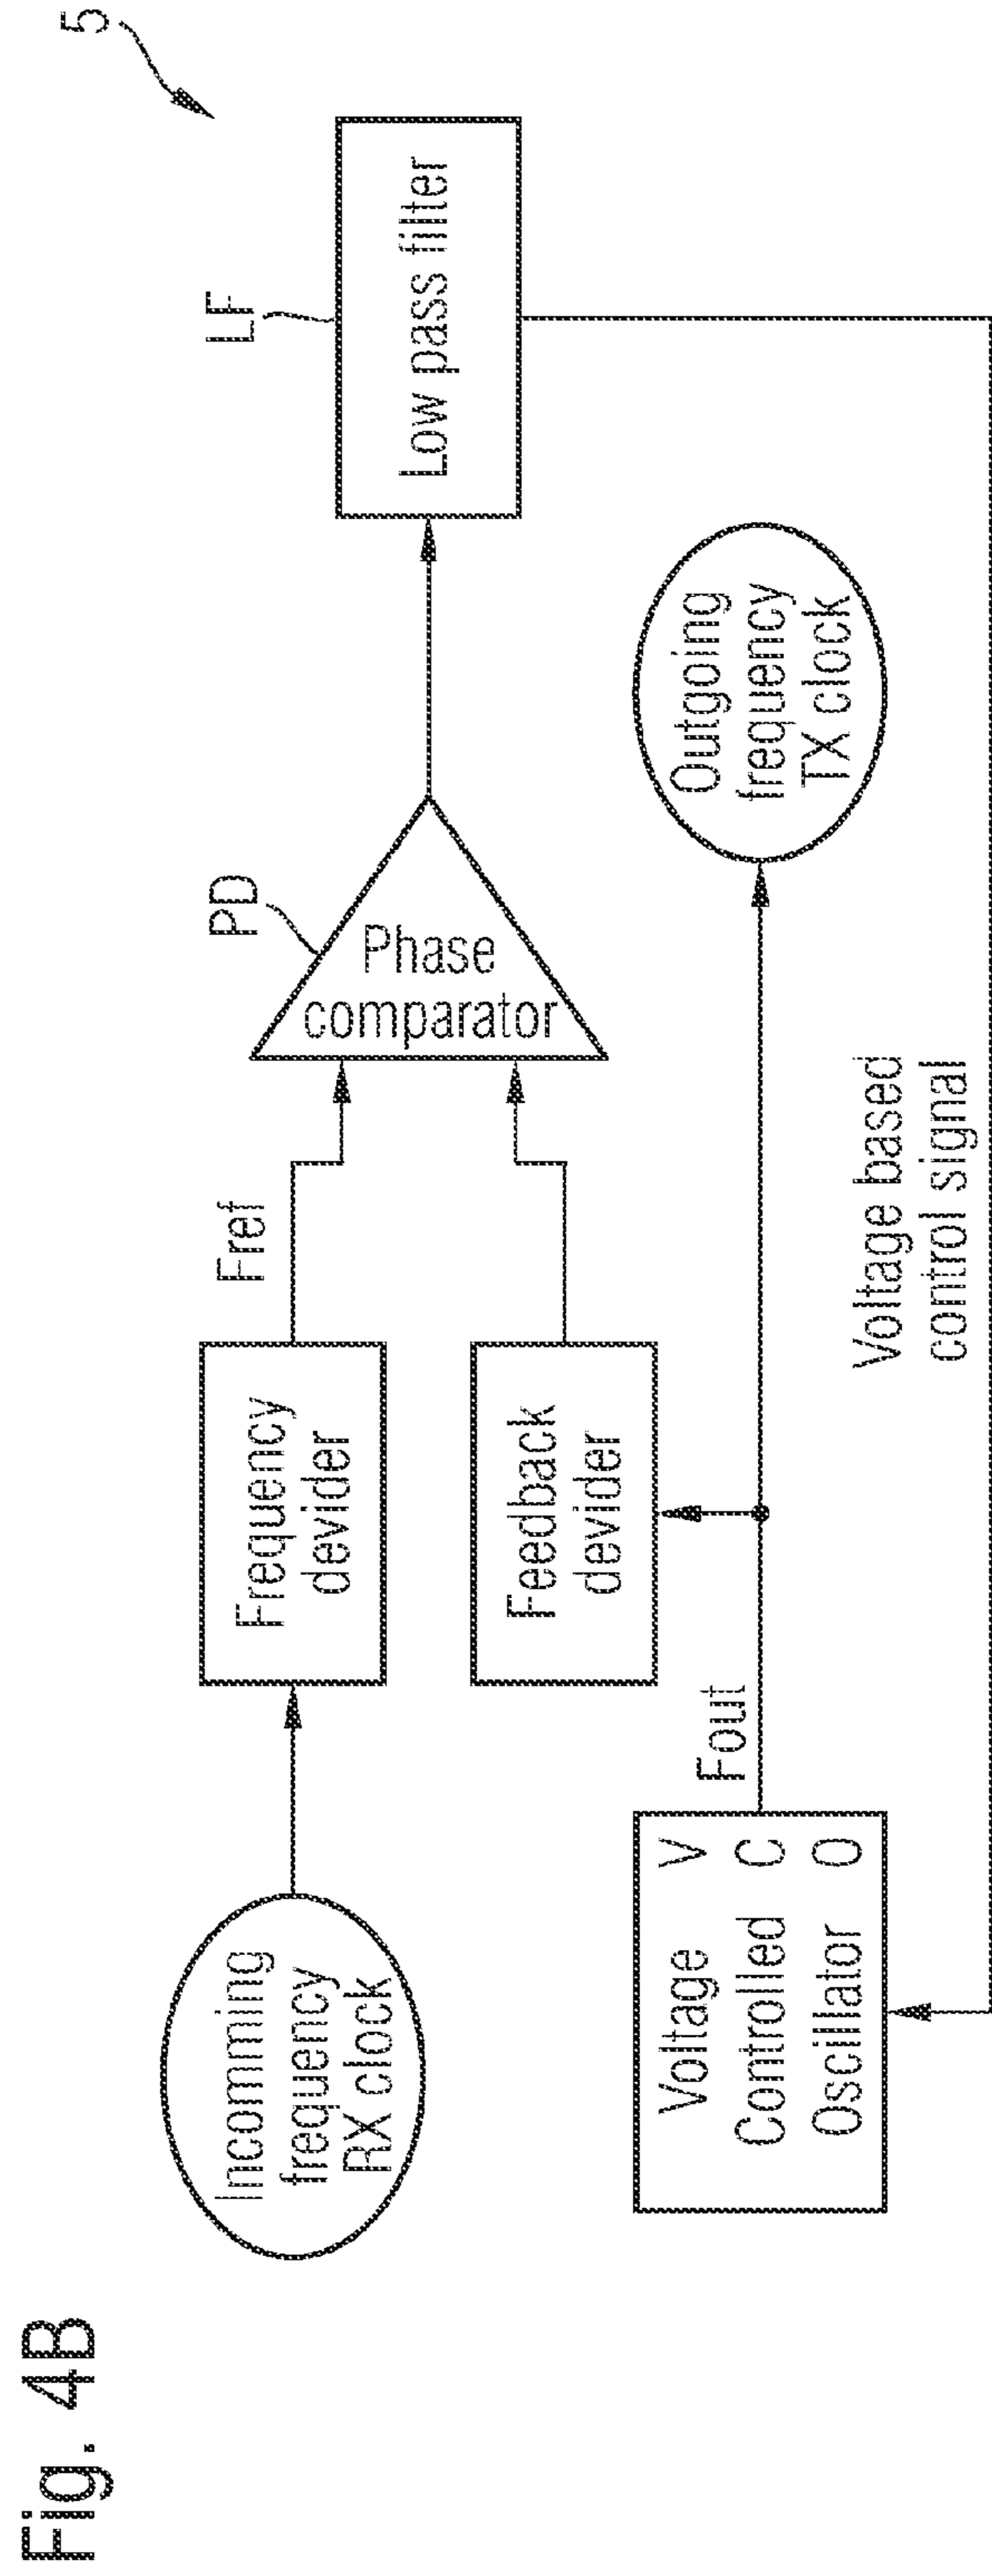 Fig. 4B
5
Incomming
frequency
RX clock
Frequency
devider
Fref
PD
Phase
comparator
LF
Low pass filter
Feedback
devider
Voltage V
Controlled C
Oscillator O
Fout
Outgoing
frequency
TX clock
Voltage based
control signal